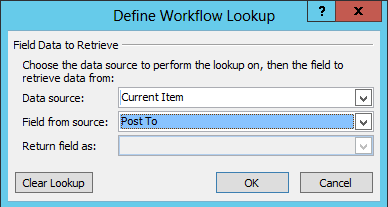 Define Workflow Lookup
?
x
Field Data to Retrieve
Choose the data source to perform the lookup on, then the field to
retrieve data from:
Data source: Current Item
Field from source: Post To
Return field as:
Clear Lookup OK Cancel